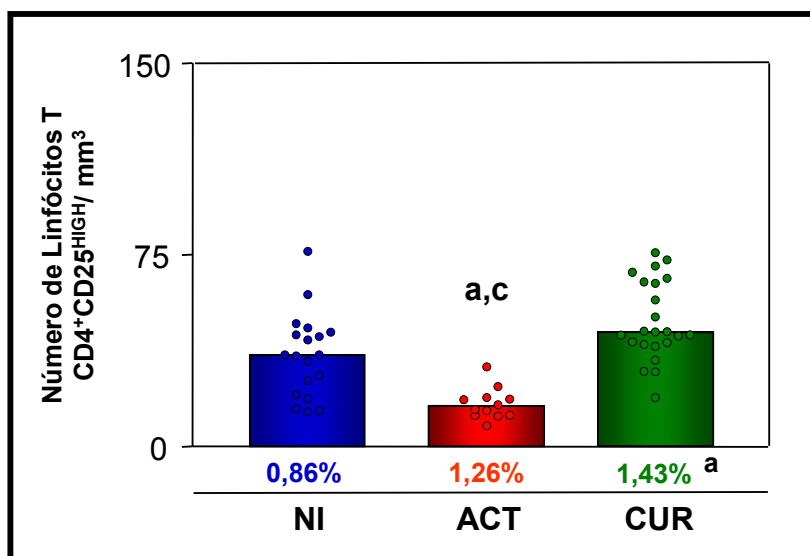 Número de Linfócitos T
CD4⁺CD25ᴴᴵᴳᴴ/ mm³
150
75
0
a,c
0,86%
1,26%
1,43% ᵃ
NI
ACT
CUR